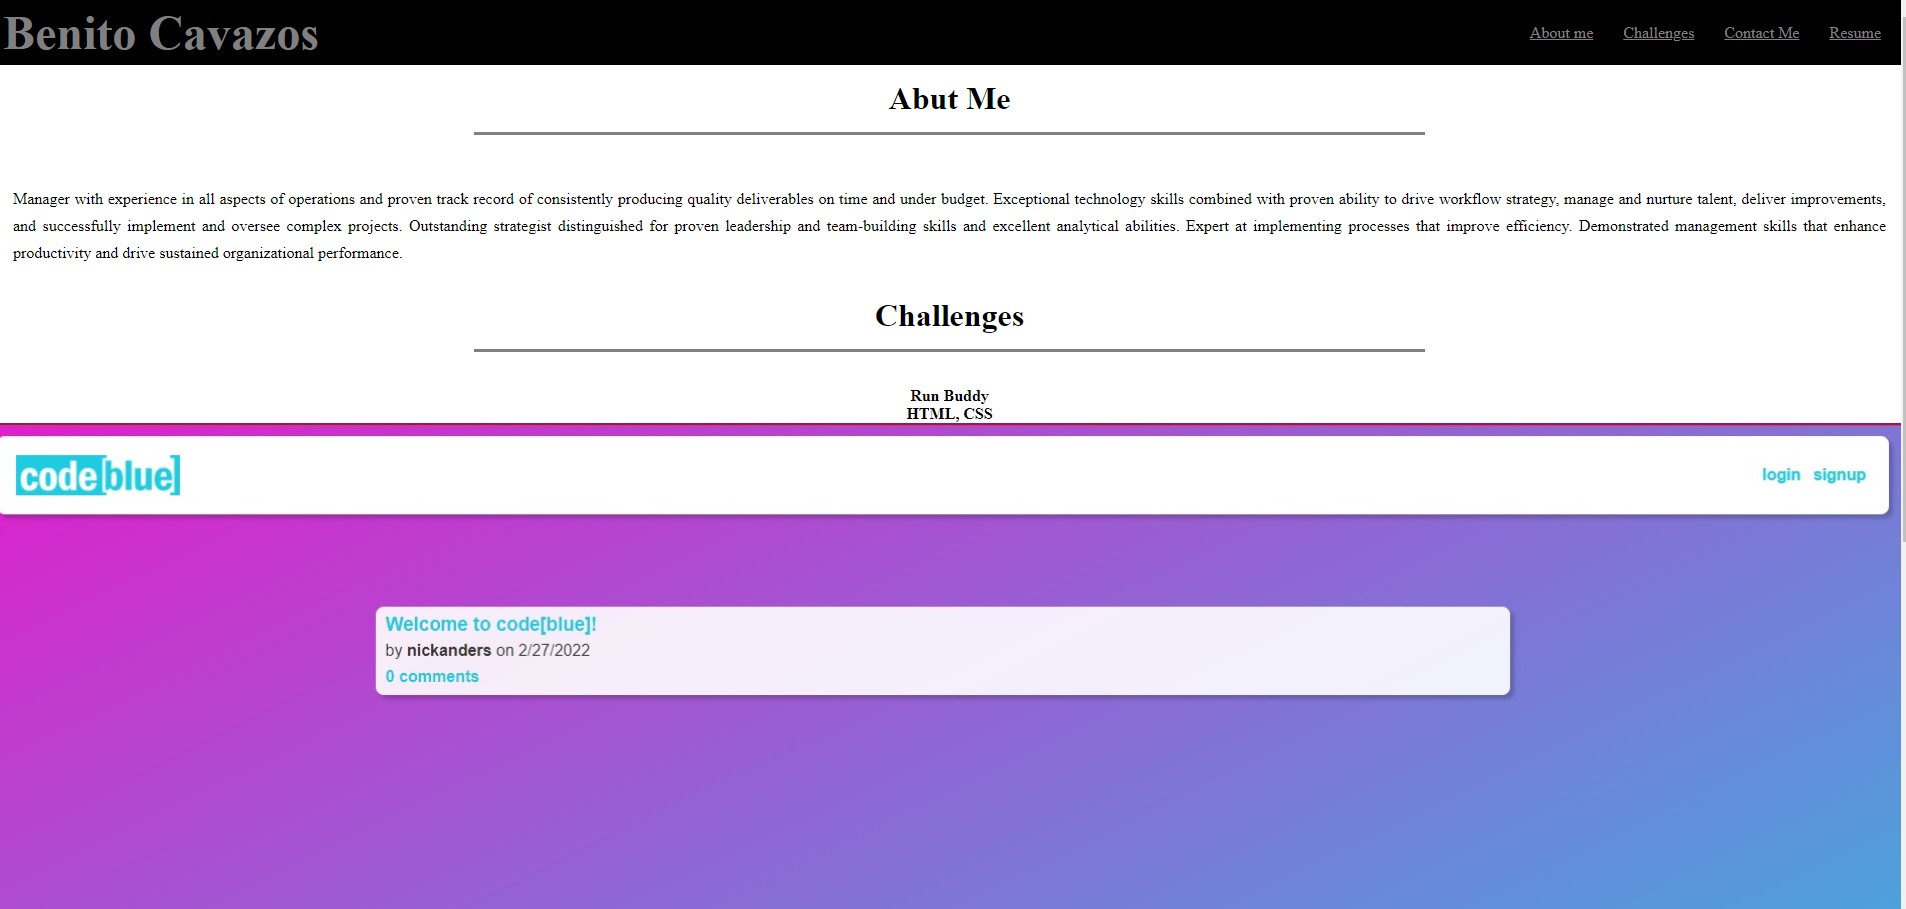 Benito Cavazos
About me Challenges Contact Me Resume
Abut Me
Manager with experience in all aspects of operations and proven track record of consistently producing quality deliverables on time and under budget. Exceptional technology skills combined with proven ability to drive workflow strategy, manage and nurture talent, deliver improvements,
and successfully implement and oversee complex projects. Outstanding strategist distinguished for proven leadership and team-building skills and excellent analytical abilities. Expert at implementing processes that improve efficiency. Demonstrated management skills that enhance
productivity and drive sustained organizational performance.
Challenges
Run Buddy
HTML, CSS
code[blue]
login signup
Welcome to code[blue]!
by nickanders on 2/27/2022
0 comments